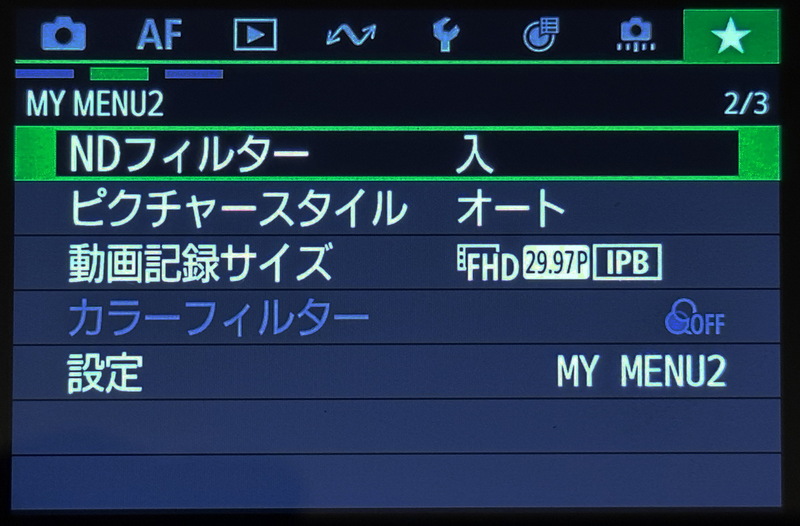 AF
MY MENU2 2/3
NDフィルター 入
ピクチャースタイル オート
動画記録サイズ FHD 29.97P IPB
カラーフィルター OFF
設定 MY MENU2